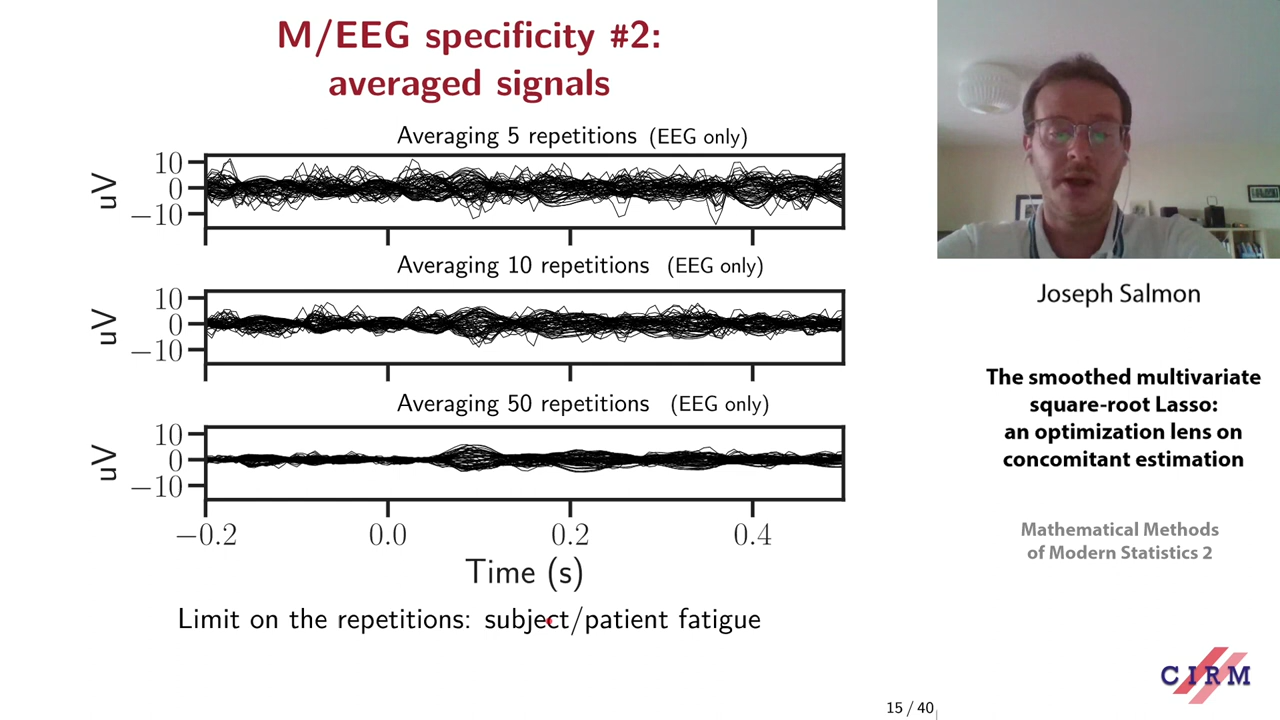 M/EEG specificity #2:
averaged signals
Averaging 5 repetitions (EEG only)
10
0
−10
uV
Averaging 10 repetitions (EEG only)
10
0
−10
uV
Averaging 50 repetitions (EEG only)
10
0
−10
uV
−0.2 0.0 0.2 0.4
Time (s)
Limit on the repetitions: subject/patient fatigue
15 / 40
Joseph Salmon
The smoothed multivariate
square-root Lasso:
an optimization lens on
concomitant estimation
Mathematical Methods
of Modern Statistics 2
CIRM